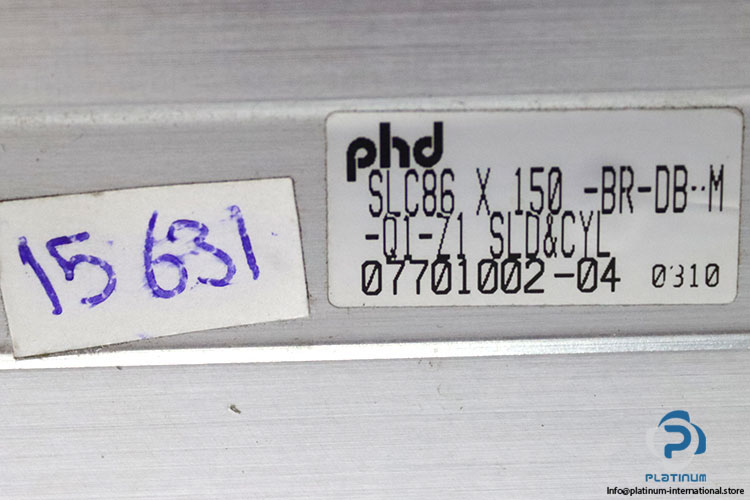 phd
SLC86 X 150 -BR-DB--M
-Q1-Z1 SLD&CYL
07701002-04 0310
15631
PLATINUM
Info@platinum-international.store